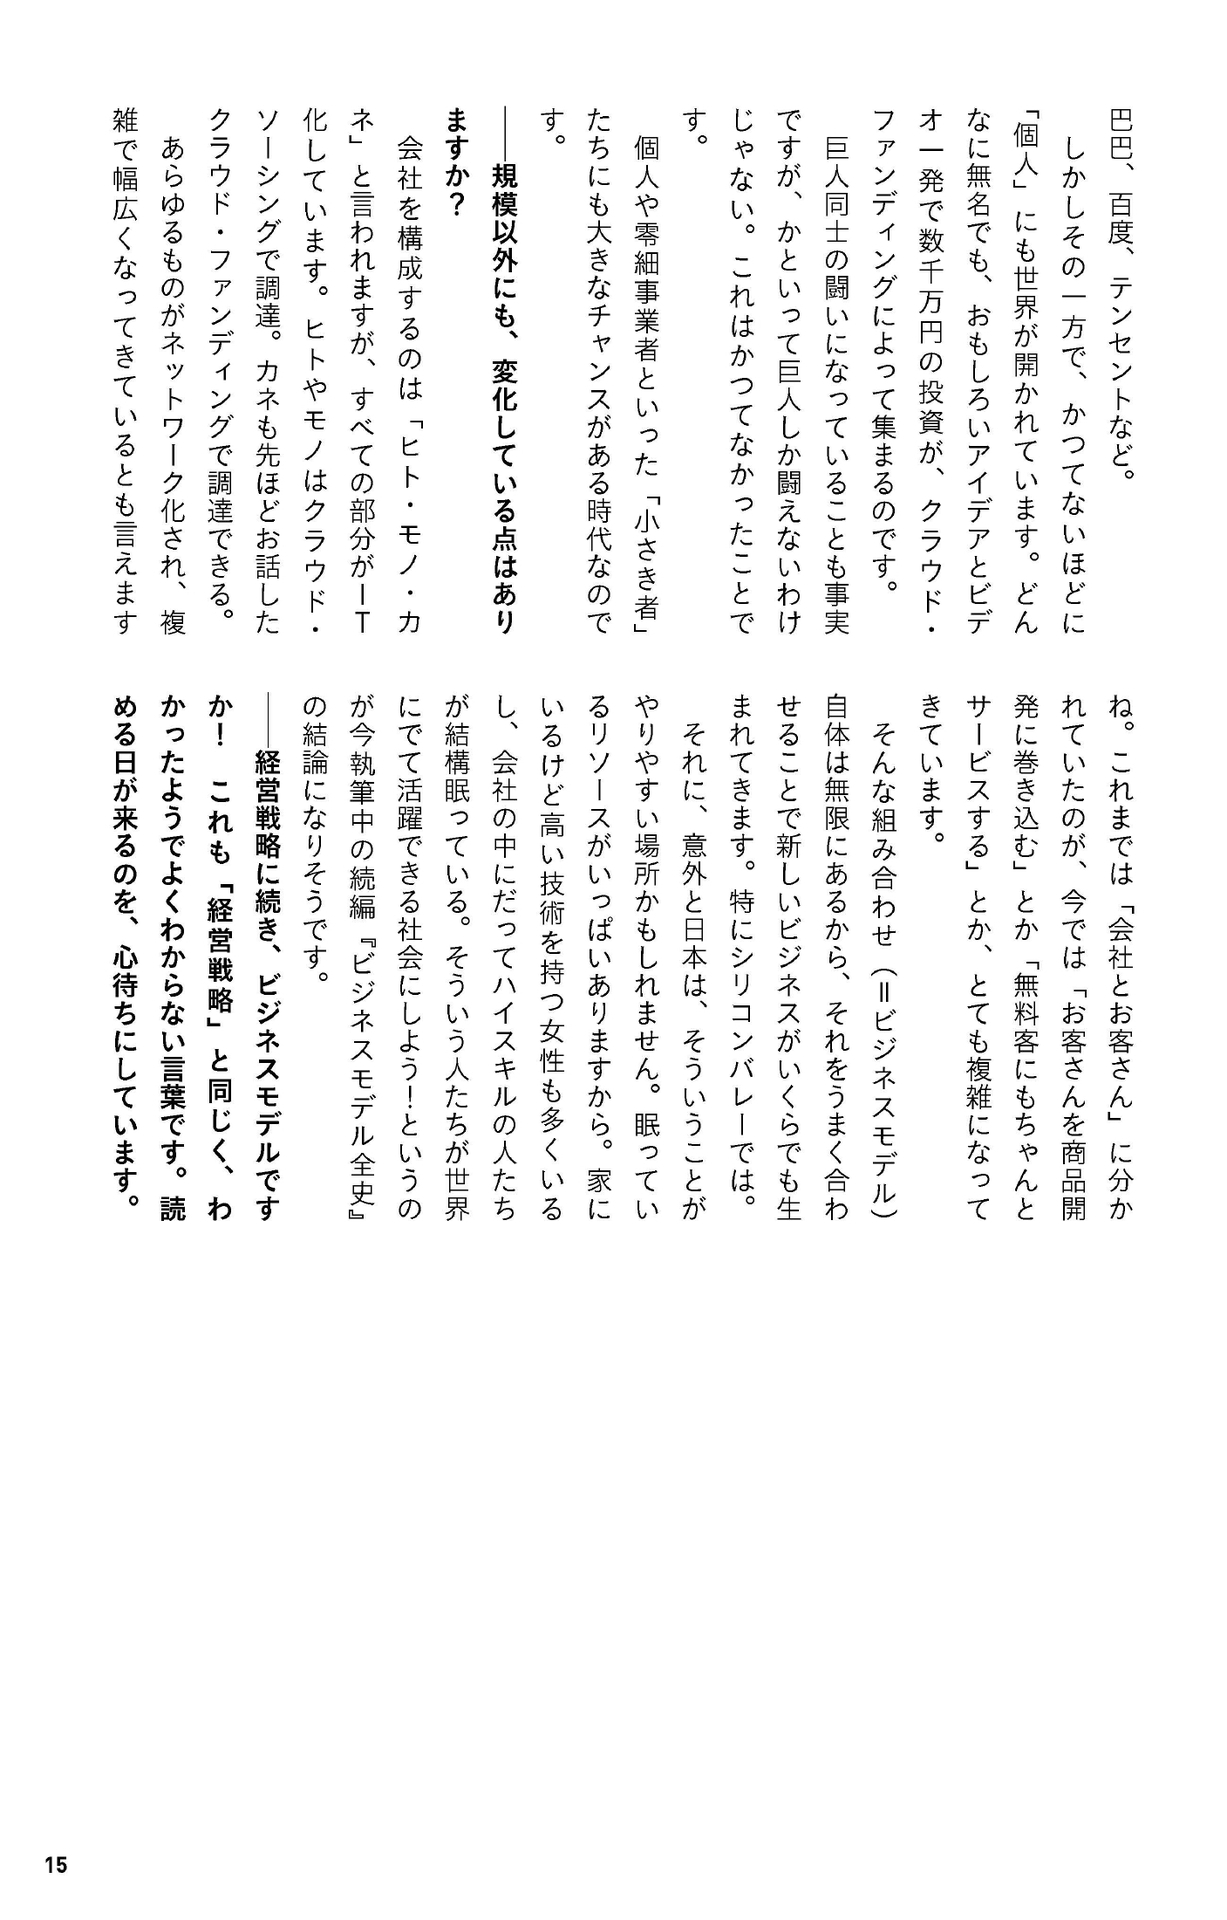 巴巴、百度、テンセントなど。
しかしその一方で、かつてないほどに
「個人」にも世界が開かれています。どん
なに無名でも、おもしろいアイデアとビデ
オ一発で数千万円の投資が、クラウド・
ファンディングによって集まるのです。
巨人同士の闘いになっていることも事実
ですが、かといって巨人しか闘えないわけ
じゃない。これはかつてなかったことで
す。
個人や零細事業者といった「小さき者」
たちにも大きなチャンスがある時代なので
す。
――規模以外にも、変化している点はあり
ますか？
会社を構成するのは「ヒト・モノ・カ
ネ」と言われますが、すべての部分がIT
化しています。ヒトやモノはクラウド・
ソーシングで調達。カネも先ほどお話した
クラウド・ファンディングで調達できる。
あらゆるものがネットワーク化され、複
雑で幅広くなってきているとも言えます
ね。これまでは「会社とお客さん」に分か
れていたのが、今では「お客さんを商品開
発に巻き込む」とか「無料客にもちゃんと
サービスする」とか、とても複雑になって
きています。
そんな組み合わせ（＝ビジネスモデル）
自体は無限にあるから、それをうまく合わ
せることで新しいビジネスがいくらでも生
まれてきます。特にシリコンバレーでは。
それに、意外と日本は、そういうことが
やりやすい場所かもしれません。眠ってい
るリソースがいっぱいありますから。家に
いるけど高い技術を持つ女性も多くいる
し、会社の中にだってハイスキルの人たち
が結構眠っている。そういう人たちが世界
にでて活躍できる社会にしよう！というの
が今執筆中の続編『ビジネスモデル全史』
の結論になりそうです。
――経営戦略に続き、ビジネスモデルです
か！　これも「経営戦略」と同じく、わ
かったようでよくわからない言葉です。読
める日が来るのを、心待ちにしています。
15